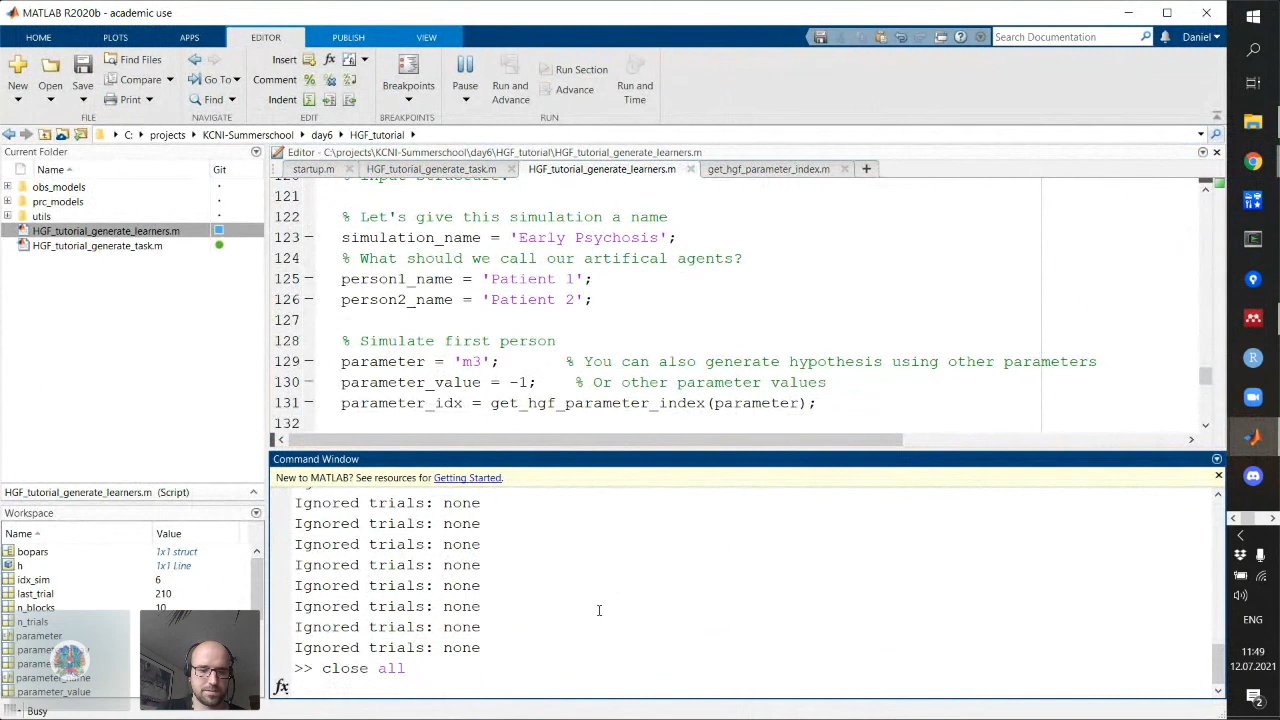 MATLAB R2020b - academic use
HOME PLOTS APPS EDITOR PUBLISH VIEW Search Documentation Daniel
New Open Save Find Files Compare Print
Go To Find
Insert Comment Indent
Breakpoints
Pause Run and Advance Run Section Advance Run and Time
FILE NAVIGATE EDIT BREAKPOINTS RUN
C: projects KCNI-Summerschool day6 HGF_tutorial
Current Folder
Name Git
obs_models
pr_models
utils
HGF_tutorial_generate_learners.m
HGF_tutorial_generate_task.m
HGF_tutorial_generate_learners.m (Script)
Workspace
Name Value
bopars 1x1 struct
h 1x1 Line
idx_sim 6
last_trial 210
n_blocks 10
n_trials
parameter
parameter_value
Busy
Editor - C:\projects\KCNI-Summerschool\day6\HGF_tutorial\HGF_tutorial_generate_learners.m
startup.m HGF_tutorial_generate_task.m HGF_tutorial_generate_learners.m get_hgf_parameter_index.m
121
122 % Let's give this simulation a name
123 simulation_name = 'Early Psychosis';
124 % What should we call our artifical agents?
125 person1_name = 'Patient 1';
126 person2_name = 'Patient 2';
127
128 % Simulate first person
129 parameter = 'm3'; % You can also generate hypothesis using other parameters
130 parameter_value = -1; % Or other parameter values
131 parameter_idx = get_hgf_parameter_index(parameter);
132
Command Window
New to MATLAB? See resources for Getting Started.
Ignored trials: none
Ignored trials: none
Ignored trials: none
Ignored trials: none
Ignored trials: none
Ignored trials: none
Ignored trials: none
Ignored trials: none
>> close all
fx
ENG
11:49
12.07.2021
2